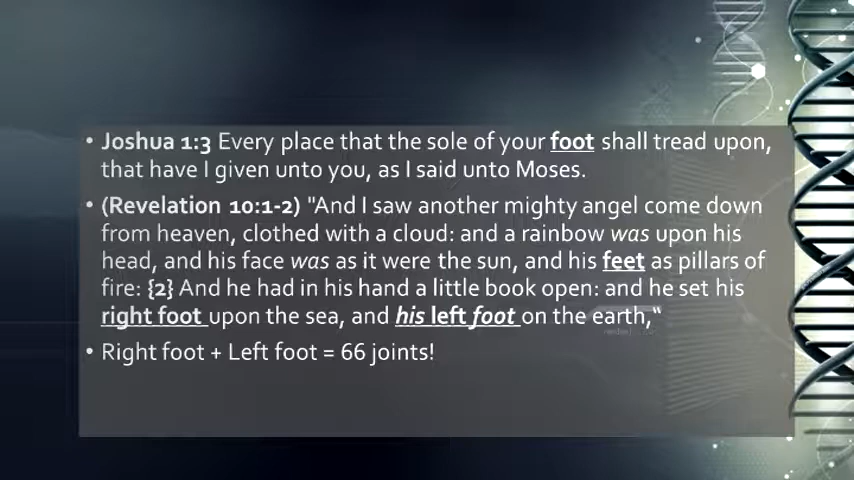 • Joshua 1:3 Every place that the sole of your foot shall tread upon,
that have I given unto you, as I said unto Moses.
• (Revelation 10:1-2) "And I saw another mighty angel come down
from heaven, clothed with a cloud: and a rainbow was upon his
head, and his face was as it were the sun, and his feet as pillars of
fire: {2} And he had in his hand a little book open: and he set his
right foot upon the sea, and his left foot on the earth,“
• Right foot + Left foot = 66 joints!